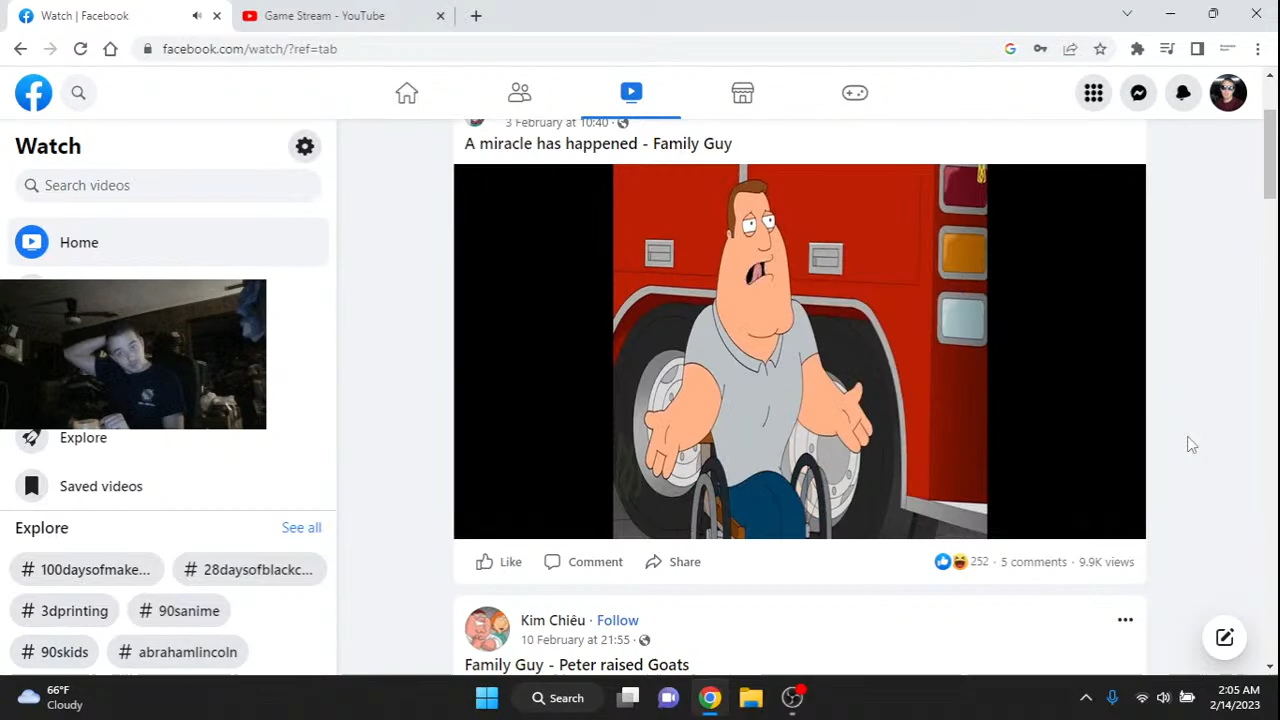 Watch | Facebook
Game Stream - YouTube
facebook.com/watch/?ref=tab
Watch
Search videos
Home
Explore
Saved videos
Explore
See all
# 100daysofmake...
# 28daysofblackc...
# 3dprinting
# 90sanime
# 90skids
# abrahamlincoln
3 February at 10:40
A miracle has happened - Family Guy
Like
Comment
Share
252 · 5 comments · 9.9K views
Kim Chiêu · Follow
10 February at 21:55
Family Guy - Peter raised Goats
66°F
Cloudy
Search
2:05 AM
2/14/2023